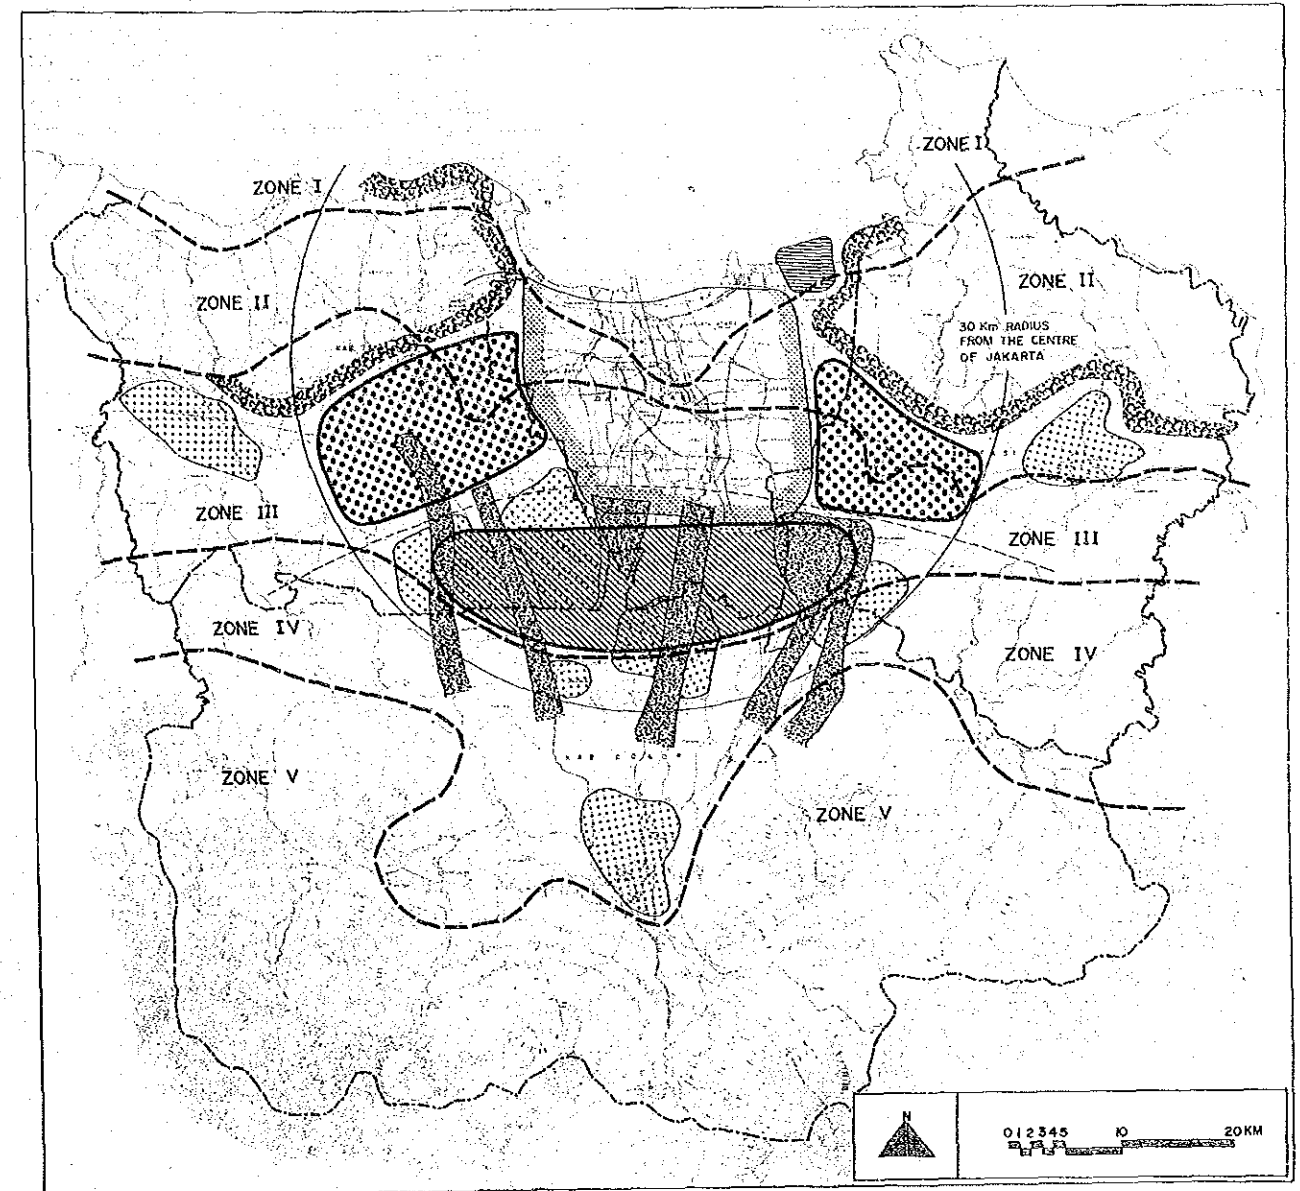 ZONE I
ZONE I
ZONE II
ZONE II
30 Km RADIUS
FROM THE CENTRE
OF JAKARTA
ZONE III
ZONE III
ZONE IV
ZONE IV
ZONE V
ZONE V
N
0 1 2 3 4 5 10 20 KM